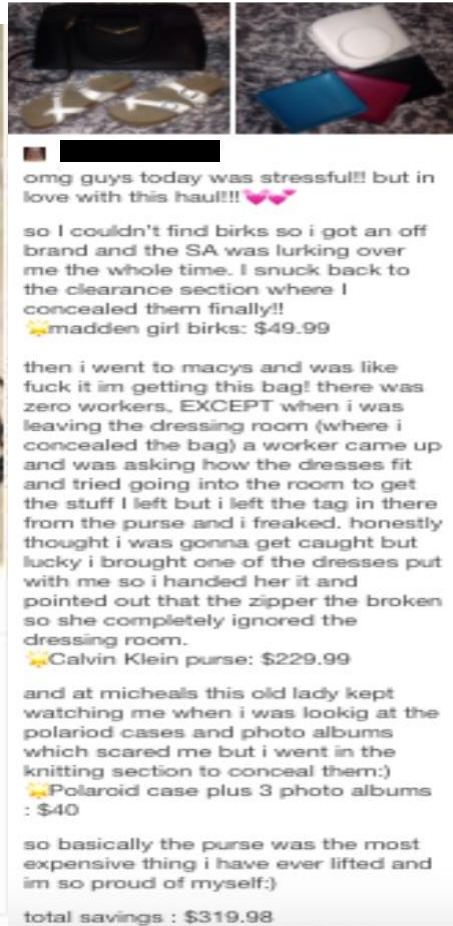 omg guys today was stressful!! but in
love with this haul!!!💕💕
so I couldn't find birks so i got an off
brand and the SA was lurking over
me the whole time. I snuck back to
the clearance section where I
concealed them finally!!
🌟madden girl birks: $49.99
then i went to macys and was like
fuck it im getting this bag! there was
zero workers, EXCEPT when i was
leaving the dressing room (where i
concealed the bag) a worker came up
and was asking how the dresses fit
and tried going into the room to get
the stuff I left but i left the tag in there
from the purse and i freaked. honestly
thought i was gonna get caught but
lucky i brought one of the dresses put
with me so i handed her it and
pointed out that the zipper the broken
so she completely ignored the
dressing room.
🌟Calvin Klein purse: $229.99
and at micheals this old lady kept
watching me when i was lookig at the
polariod cases and photo albums
which scared me but i went in the
knitting section to conceal them:)
🌟Polaroid case plus 3 photo albums
: $40
so basically the purse was the most
expensive thing i have ever lifted and
im so proud of myself:)
total savings : $319.98